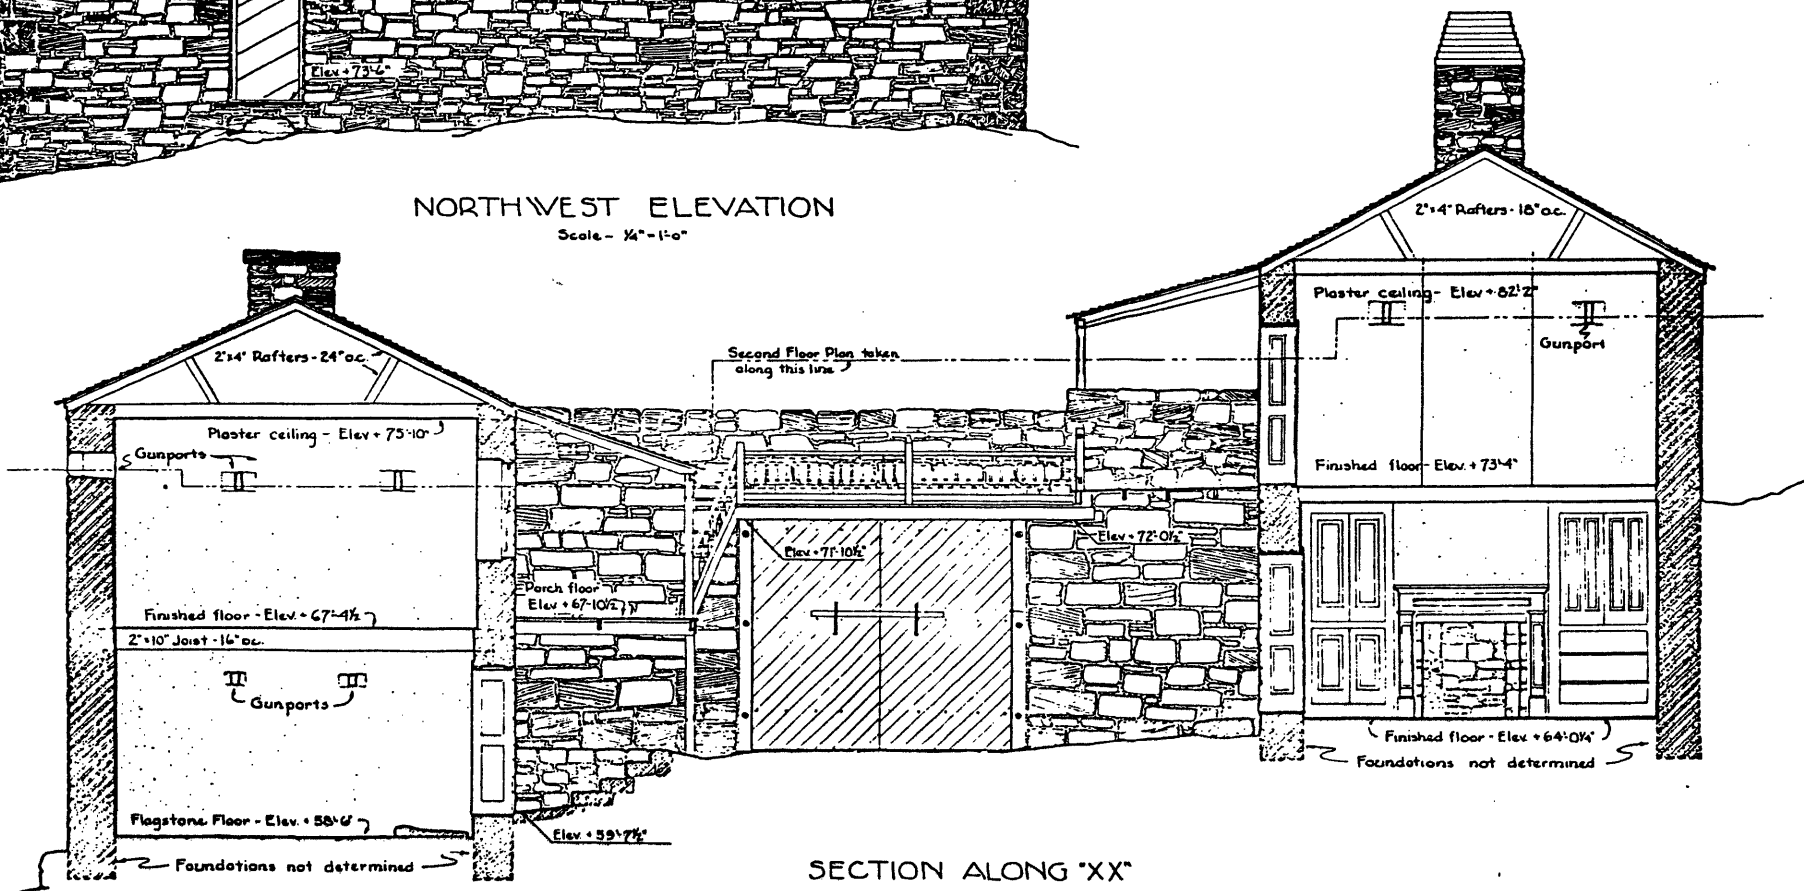 Elev + 73'-6"
NORTHWEST ELEVATION
Scale - ¼" = 1'-0"
2"x4" Rafters - 18" o.c.
Plaster ceiling - Elev + 82'-2"
Gunport
Second Floor Plan taken
along this line
2"x4" Rafters - 24" o.c.
Plaster ceiling - Elev + 75'-10"
Gunports
Finished floor - Elev. + 73'-4"
Elev + 71'-10½"
Elev + 72'-0½"
Porch floor
Elev + 67'-10½"
Finished floor - Elev. + 67'-4½
2"x10" Joist - 16" o.c.
Gunports
Finished floor - Elev + 64'-0¼"
Foundations not determined
Flagstone Floor - Elev. + 58'-6"
Elev. + 59'-7½"
Foundations not determined
SECTION ALONG "XX"